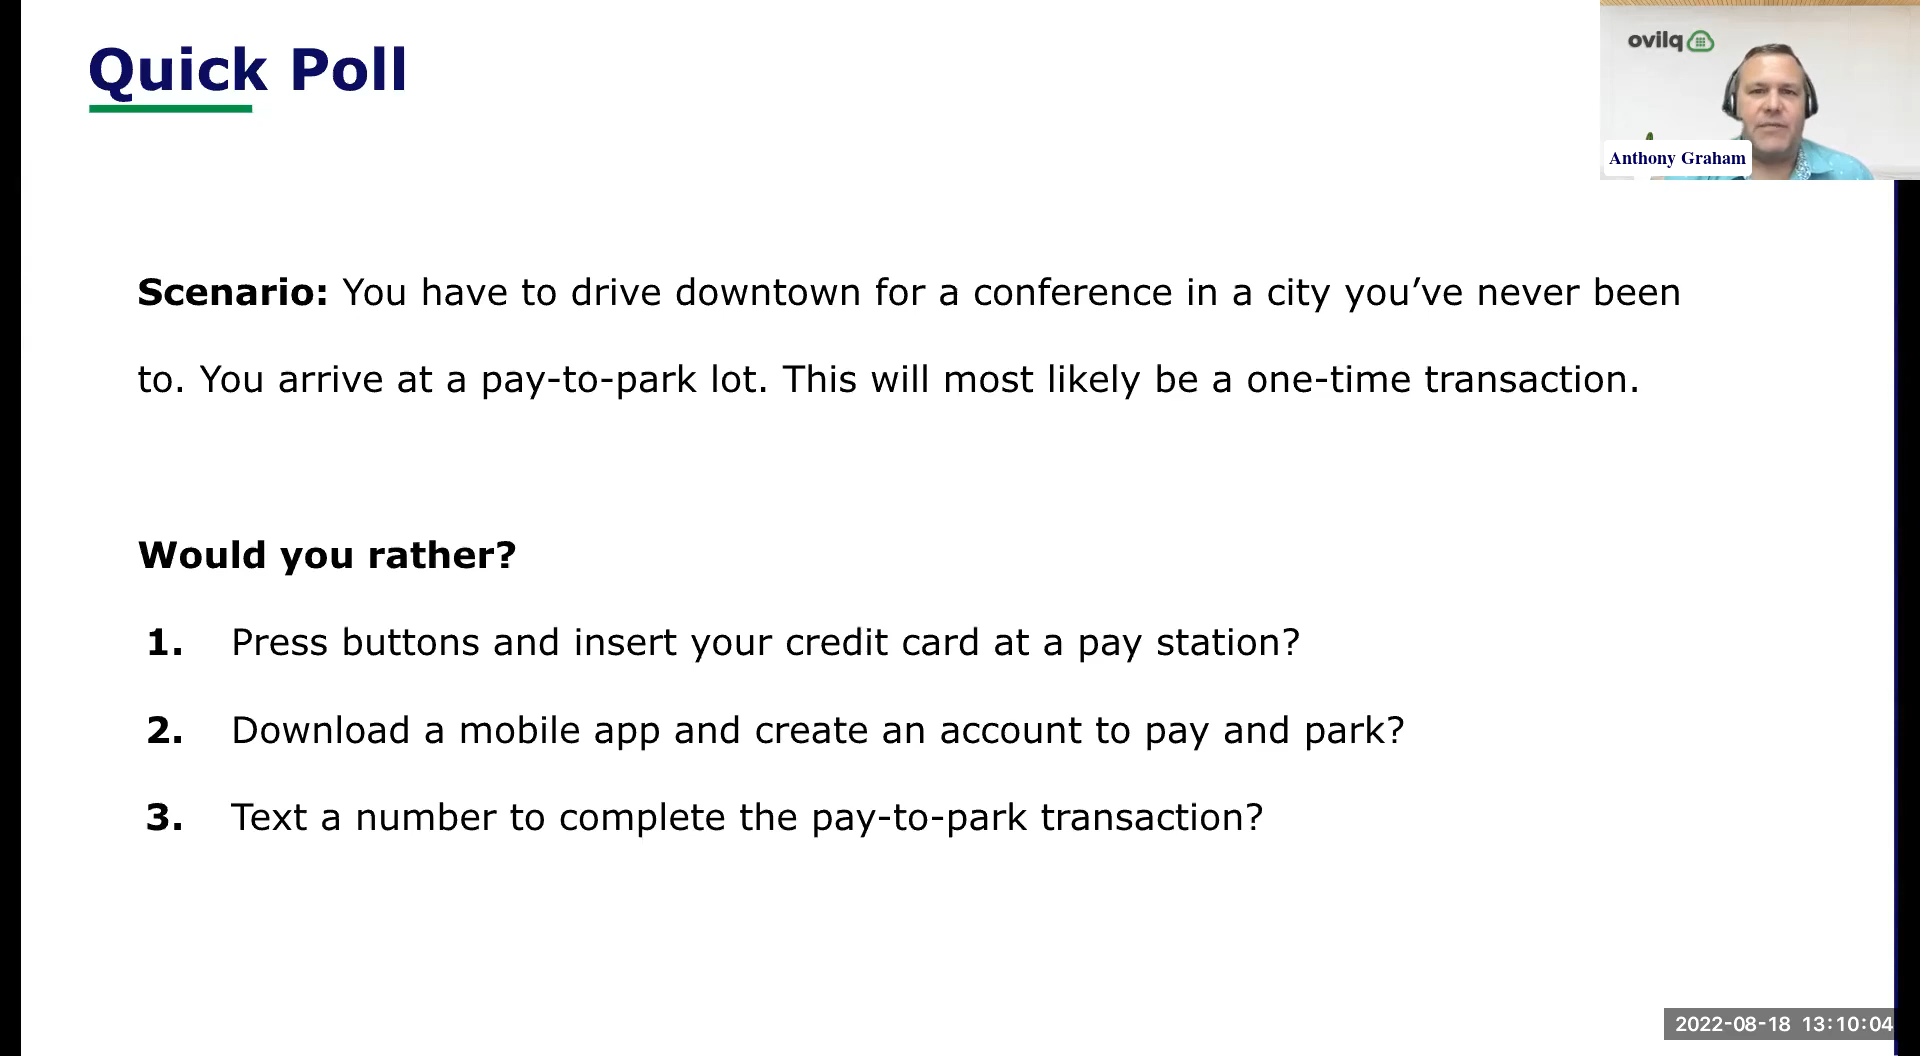 Quick Poll
ovilq
Anthony Graham
Scenario: You have to drive downtown for a conference in a city you’ve never been
to. You arrive at a pay-to-park lot. This will most likely be a one-time transaction.
Would you rather?
1. Press buttons and insert your credit card at a pay station?
2. Download a mobile app and create an account to pay and park?
3. Text a number to complete the pay-to-park transaction?
2022-08-18 13:10:04